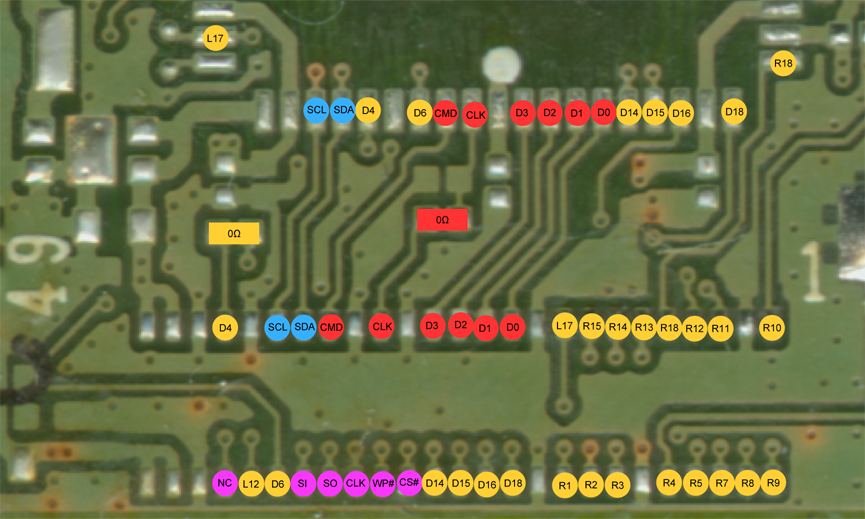 L17
R18
SCL SDA D4 D6 CMD CLK D3 D2 D1 D0 D14 D15 D16 D18
0Ω 0Ω
49
1
D4 SCL SDA CMD CLK D3 D2 D1 D0 L17 R15 R14 R13 R18 R12 R11 R10
NC L12 D6 SI SO CLK WP# CS# D14 D15 D16 D18 R1 R2 R3 R4 R5 R7 R8 R9